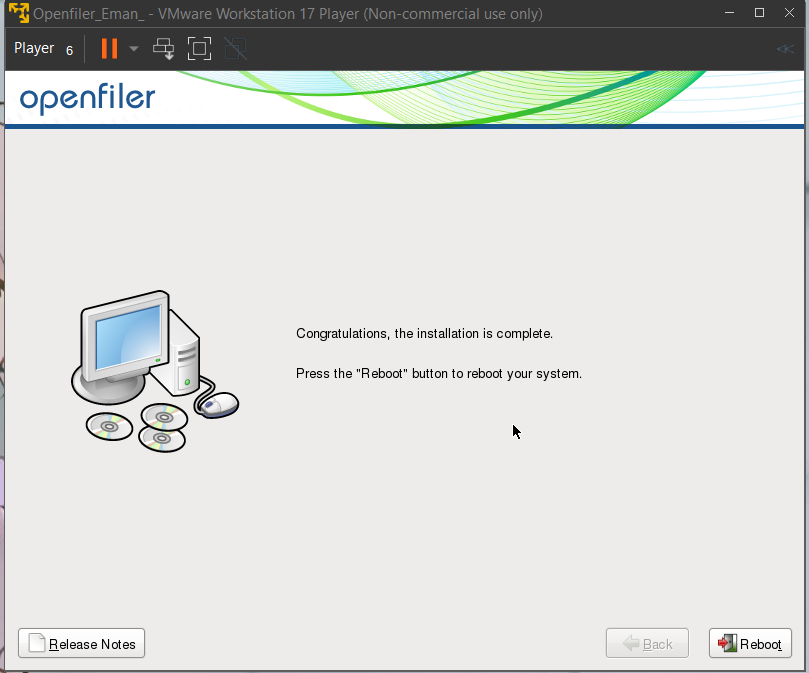 Openfiler_Eman_ - VMware Workstation 17 Player (Non-commercial use only)
Player 6
openfiler
Congratulations, the installation is complete.
Press the "Reboot" button to reboot your system.
Release Notes
Back
Reboot